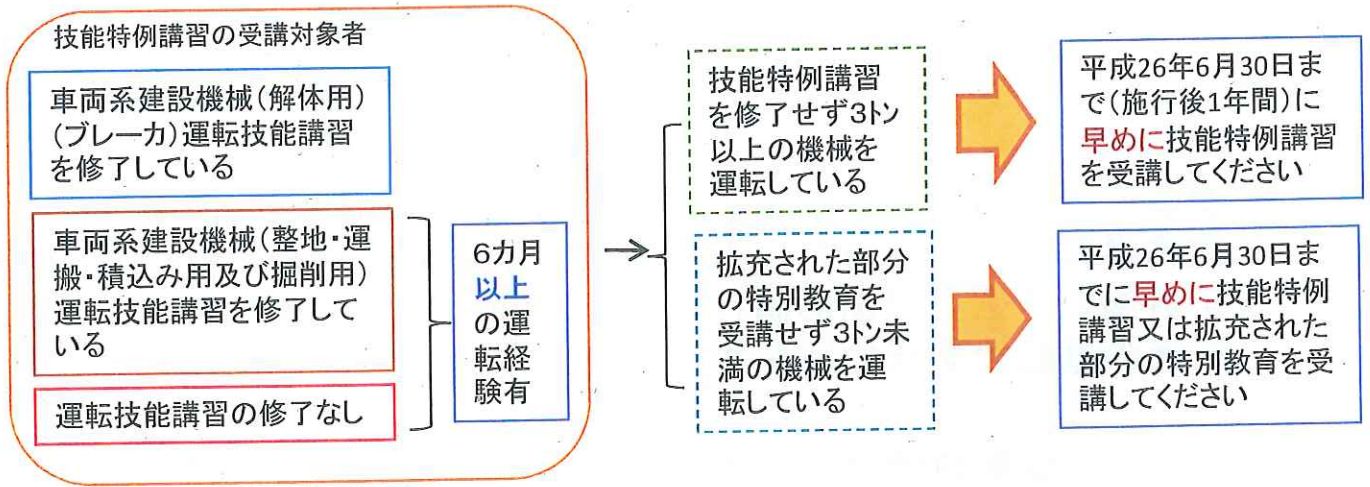 技能特例講習の受講対象者
車両系建設機械(解体用)
(ブレーカ)運転技能講習
を修了している
車両系建設機械(整地・運
搬・積込み用及び掘削用)
運転技能講習を修了して
いる
運転技能講習の修了なし
6カ月
以上
の運
転経
験有
技能特例講習
を修了せず3トン
以上の機械を
運転している
拡充された部分
の特別教育を
受講せず3トン未
満の機械を運
転している
平成26年6月30日ま
で(施行後1年間)に
早めに技能特例講習
を受講してください
平成26年6月30日ま
でに早めに技能特例
講習又は拡充された
部分の特別教育を受
講してください